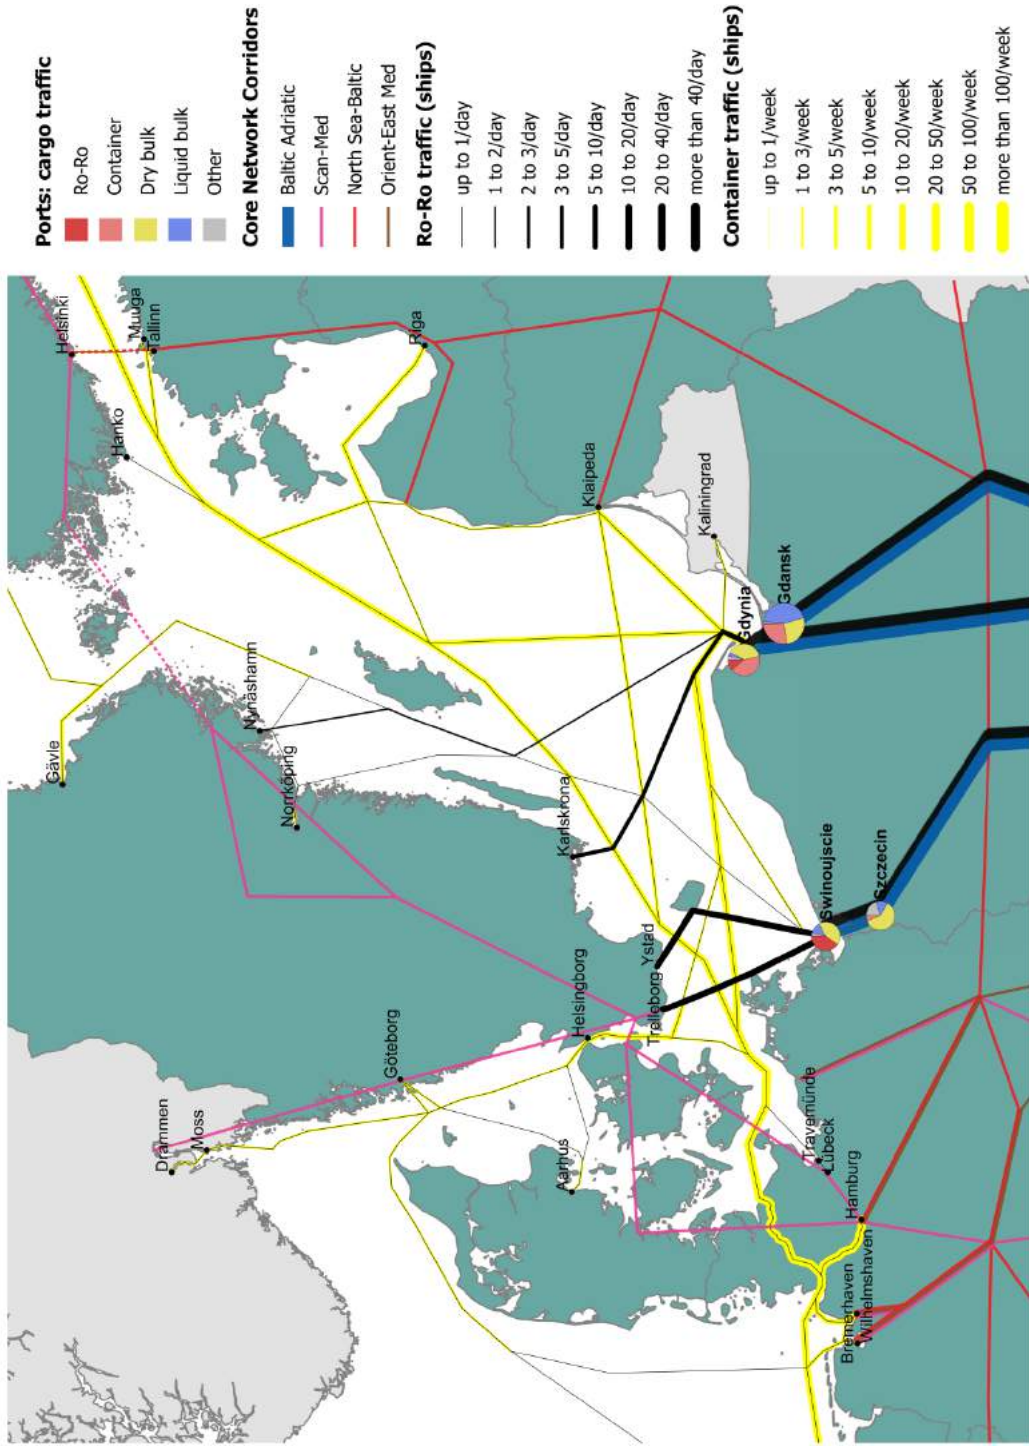 Ports: cargo traffic
Ro-Ro
Container
Dry bulk
Liquid bulk
Other
Core Network Corridors
Baltic Adriatic
Scan-Med
North Sea-Baltic
Orient-East Med
Ro-Ro traffic (ships)
up to 1/day
1 to 2/day
2 to 3/day
3 to 5/day
5 to 10/day
10 to 20/day
20 to 40/day
more than 40/day
Container traffic (ships)
up to 1/week
1 to 3/week
3 to 5/week
5 to 10/week
10 to 20/week
20 to 50/week
50 to 100/week
more than 100/week
Gävle
Helsinki
Hanko
Muuga
Tallinn
Drammen
Moss
Nynäshamn
Norrköping
Göteborg
Riga
Aarhus
Helsingborg
Karlskrona
Klaipeda
Trelleborg
Ystad
Kaliningrad
Gdynia
Gdansk
Travemünde
Lübeck
Swinoujscie
Szczecin
Hamburg
Bremerhaven
Wilhelmshaven